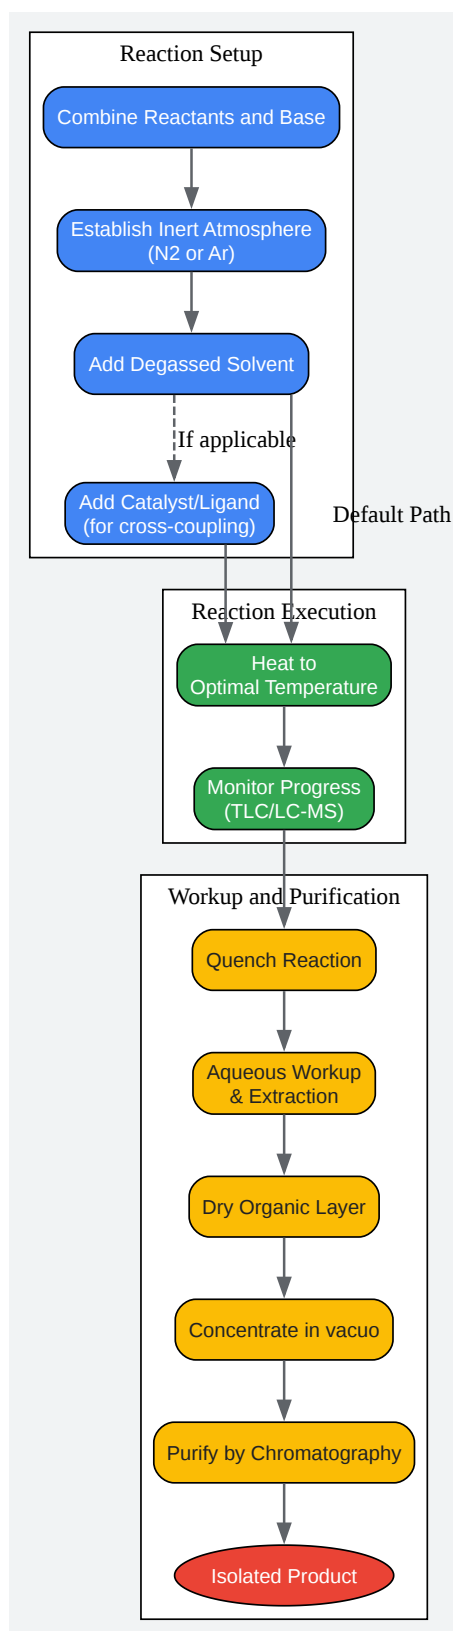 Reaction Setup
Combine Reactants and Base
Establish Inert Atmosphere
(N2 or Ar)
Add Degassed Solvent
If applicable
Add Catalyst/Ligand
(for cross-coupling)
Default Path
Reaction Execution
Heat to
Optimal Temperature
Monitor Progress
(TLC/LC-MS)
Workup and Purification
Quench Reaction
Aqueous Workup
& Extraction
Dry Organic Layer
Concentrate in vacuo
Purify by Chromatography
Isolated Product